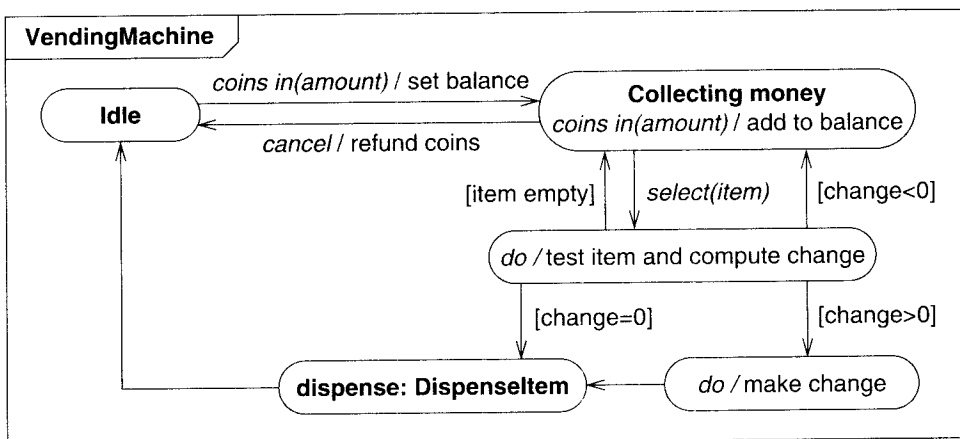 VendingMachine
coins in(amount) / set balance
Idle
cancel / refund coins
Collecting money
coins in(amount) / add to balance
[item empty]
select(item)
[change<0]
do / test item and compute change
[change=0]
[change>0]
dispense: DispenseItem
do / make change